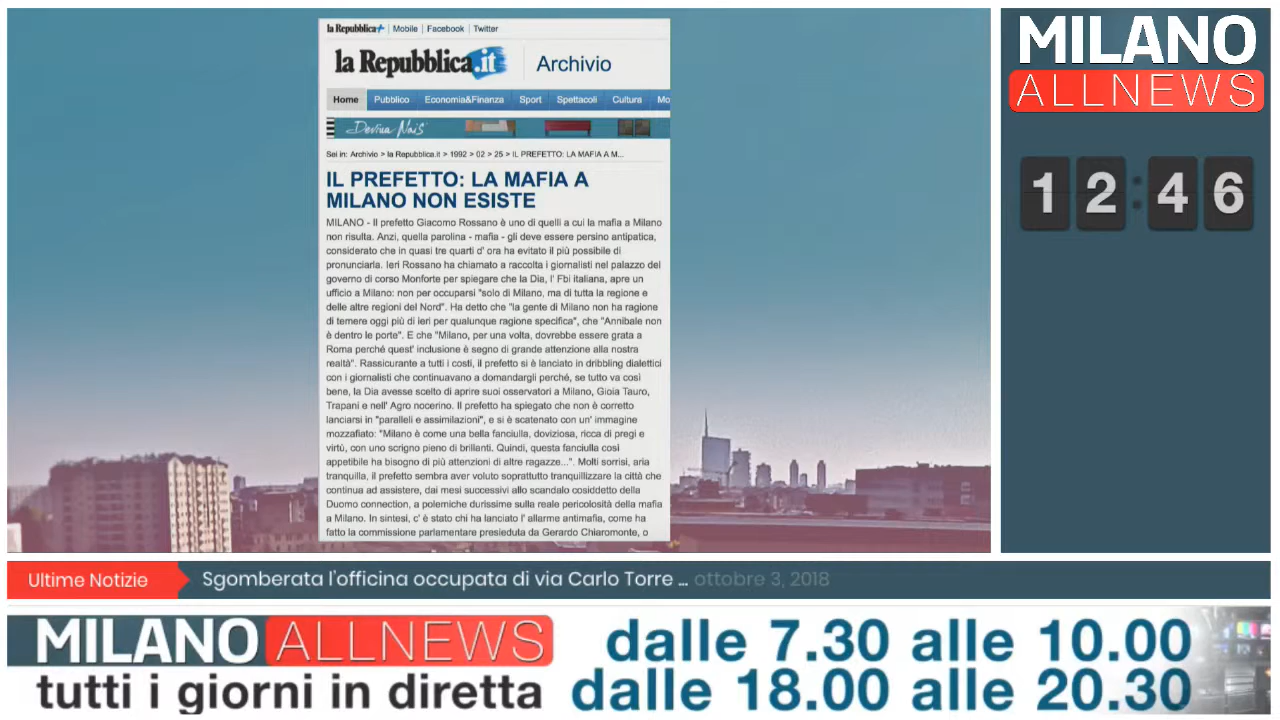 la Repubblica+ | Mobile | Facebook | Twitter
la Repubblica.it Archivio
Home Pubblico Economia&Finanza Sport Spettacoli Cultura Mo
Sei in: Archivio > la Repubblica.it > 1992 > 02 > 25 > IL PREFETTO: LA MAFIA A M...
IL PREFETTO: LA MAFIA A
MILANO NON ESISTE
MILANO - Il prefetto Giacomo Rossano è uno di quelli a cui la mafia a Milano
non risulta. Anzi, quella parolina - mafia - gli deve essere persino antipatica,
considerato che in quasi tre quarti d' ora ha evitato il più possibile di
pronunciarla. Ieri Rossano ha chiamato a raccolta i giornalisti nel palazzo del
governo di corso Monforte per spiegare che la Dia, l' Fbi italiana, apre un
ufficio a Milano: non per occuparsi "solo di Milano, ma di tutta la regione e
delle altre regioni del Nord". Ha detto che "la gente di Milano non ha ragione
di temere oggi più di ieri per qualunque ragione specifica", che "Annibale non
è dentro le porte". E che "Milano, per una volta, dovrebbe essere grata a
Roma perché quest' inclusione è segno di grande attenzione alla nostra
realtà". Rassicurante a tutti i costi, il prefetto si è lanciato in dribbling dialettici
con i giornalisti che continuavano a domandargli perché, se tutto va così
bene, la Dia avesse scelto di aprire suoi osservatori a Milano, Gioia Tauro,
Trapani e nell' Agro nocerino. Il prefetto ha spiegato che non è corretto
lanciarsi in "paralleli e assimilazioni", e si è scatenato con un' immagine
mozzafiato: "Milano è come una bella fanciulla, doviziosa, ricca di pregi e
virtù, con uno scrigno pieno di brillanti. Quindi, questa fanciulla così
appetibile ha bisogno di più attenzioni di altre ragazze...". Molti sorrisi, aria
tranquilla, il prefetto sembra aver voluto soprattutto tranquillizzare la città che
continua ad assistere, dai mesi successivi allo scandalo cosiddetto della
Duomo connection, a polemiche durissime sulla reale pericolosità della mafia
a Milano. In sintesi, c' è stato chi ha lanciato l' allarme antimafia, come ha
fatto la commissione parlamentare presieduta da Gerardo Chiaromonte, o
MILANO
ALLNEWS
12:46
Ultime Notizie Sgomberata l'officina occupata di via Carlo Torre ... ottobre 3, 2018
MILANO ALLNEWS
tutti i giorni in diretta
dalle 7.30 alle 10.00
dalle 18.00 alle 20.30